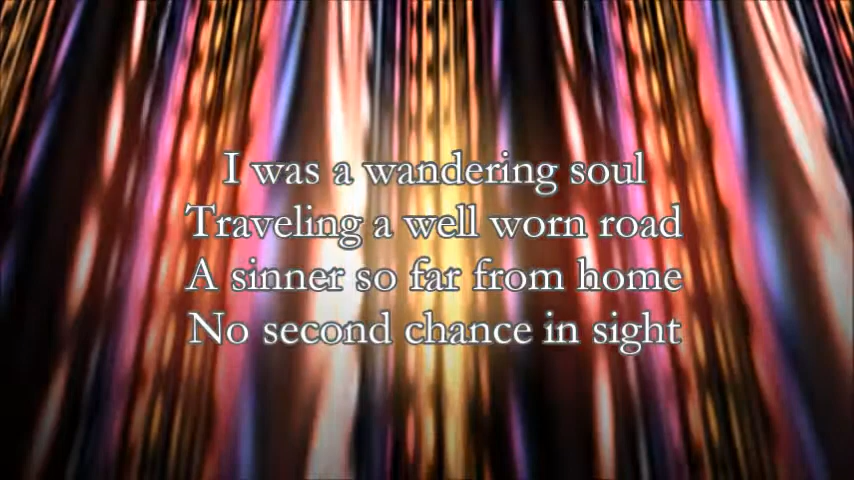 I was a wandering soul
Traveling a well worn road
A sinner so far from home
No second chance in sight